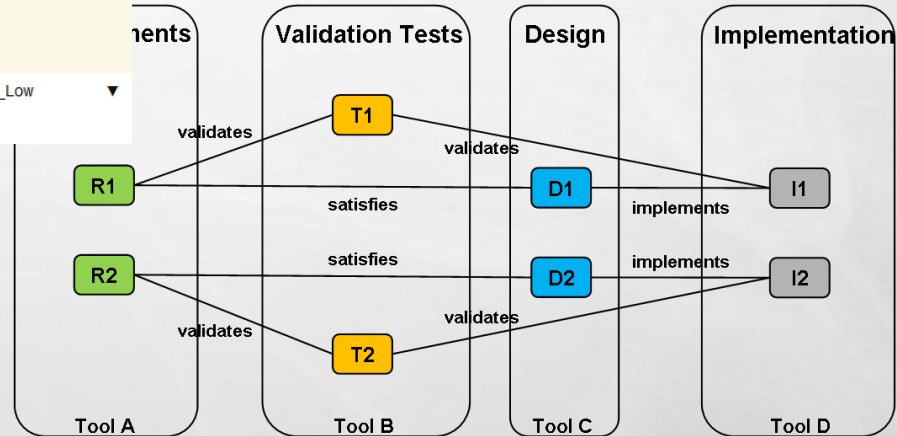 ments Validation Tests Design Implementation
_Low ▼
T1
validates
validates
R1 D1 I1
satisfies implements
satisfies implements
R2 D2 I2
validates
validates
T2
Tool A Tool B Tool C Tool D